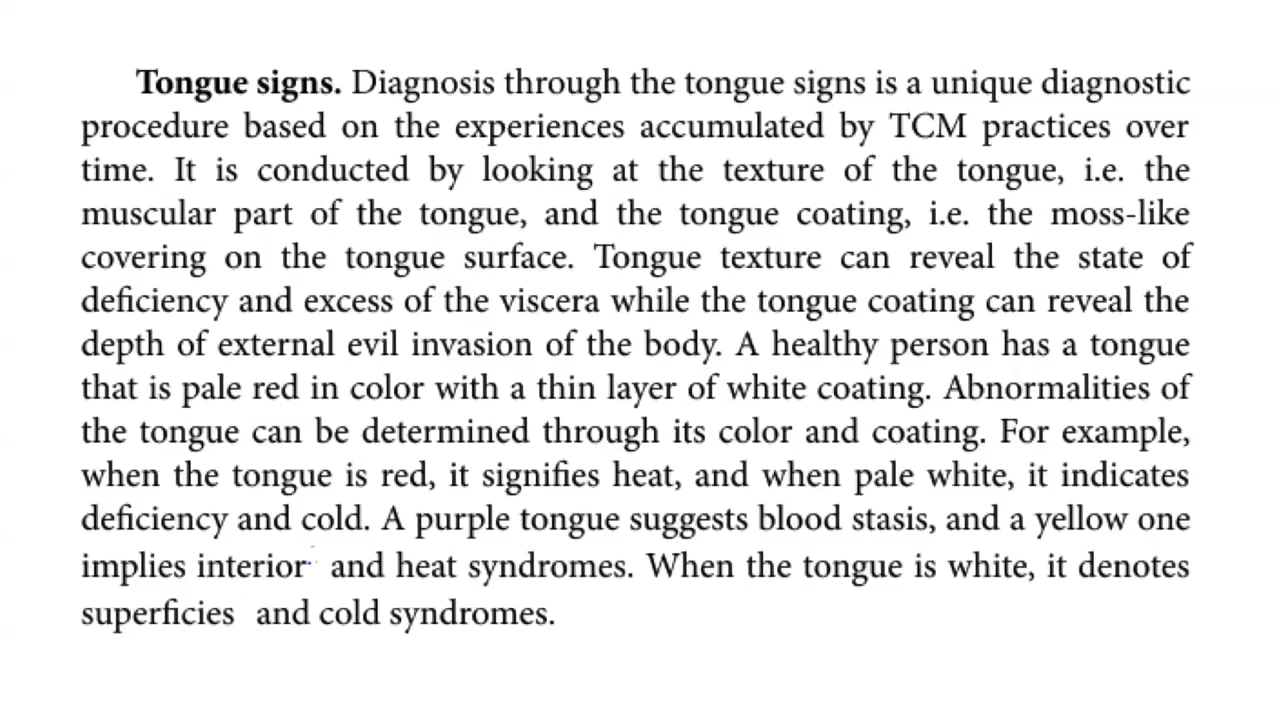 Tongue signs. Diagnosis through the tongue signs is a unique diagnostic
procedure based on the experiences accumulated by TCM practices over
time. It is conducted by looking at the texture of the tongue, i.e. the
muscular part of the tongue, and the tongue coating, i.e. the moss-like
covering on the tongue surface. Tongue texture can reveal the state of
deficiency and excess of the viscera while the tongue coating can reveal the
depth of external evil invasion of the body. A healthy person has a tongue
that is pale red in color with a thin layer of white coating. Abnormalities of
the tongue can be determined through its color and coating. For example,
when the tongue is red, it signifies heat, and when pale white, it indicates
deficiency and cold. A purple tongue suggests blood stasis, and a yellow one
implies interior and heat syndromes. When the tongue is white, it denotes
superficies and cold syndromes.